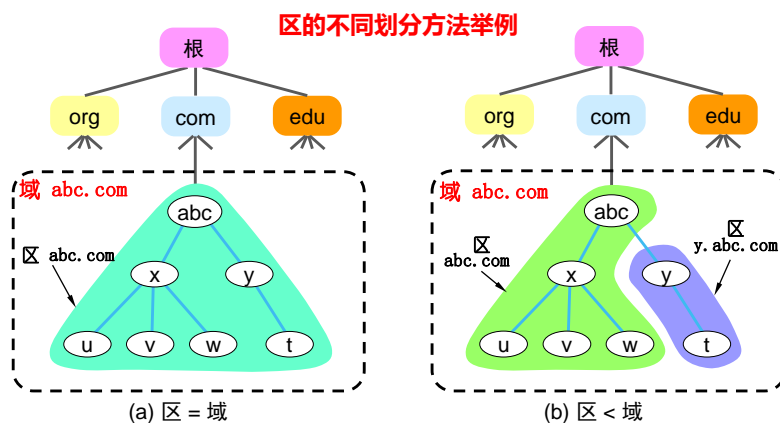 区的不同划分方法举例
根
org
com
edu
域 abc.com
abc
区 abc.com
x
y
u
v
w
t
(a) 区 = 域
根
org
com
edu
域 abc.com
abc
区
abc.com
区
y.abc.com
x
y
u
v
w
t
(b) 区 < 域